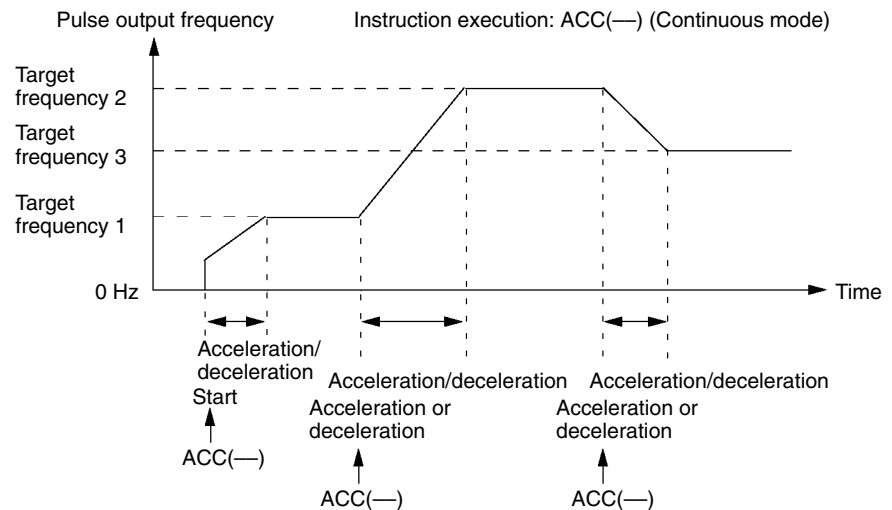 Pulse output frequency
Instruction execution: ACC(—) (Continuous mode)
Target
frequency 2
Target
frequency 3
Target
frequency 1
0 Hz
Time
Acceleration/
deceleration
Start
ACC(—)
Acceleration/deceleration
Acceleration or
deceleration
ACC(—)
Acceleration/deceleration
Acceleration or
deceleration
ACC(—)